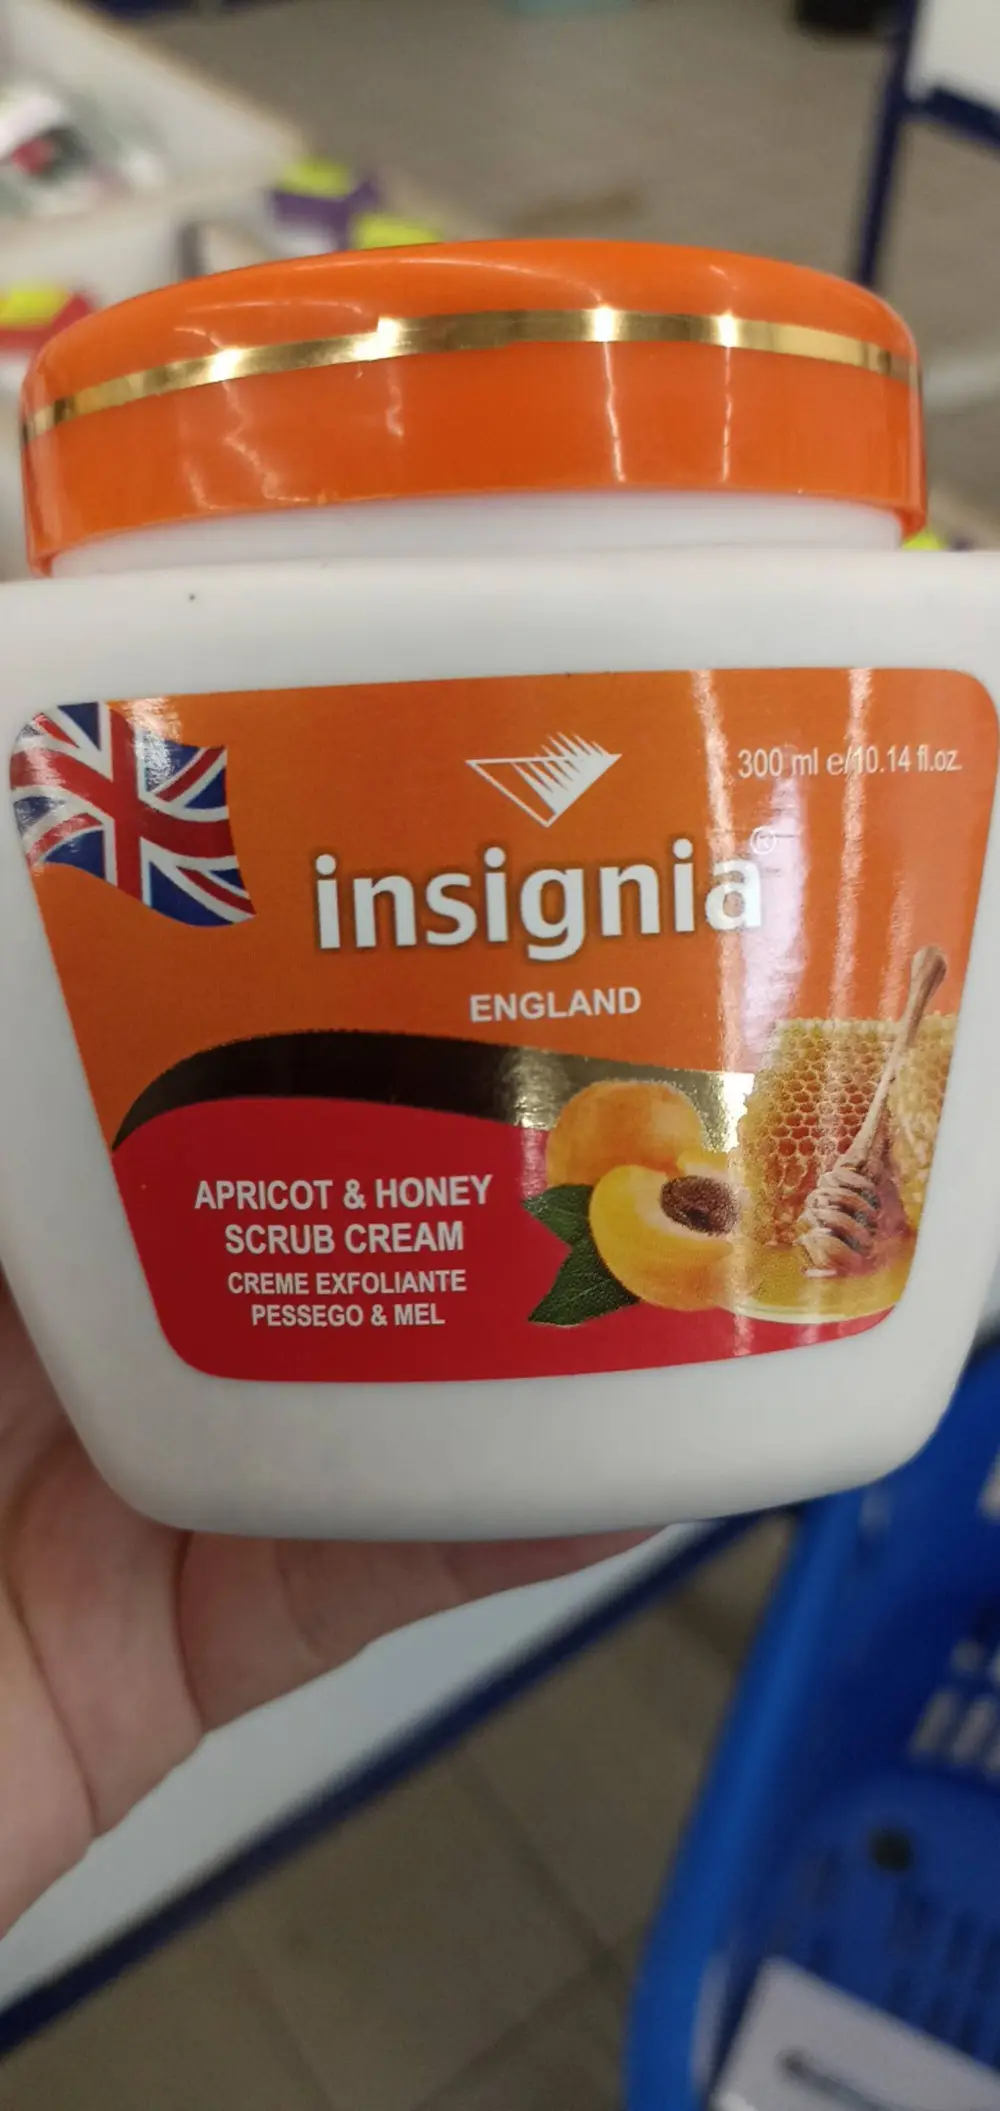 300 ml e/10.14 fl.oz.
insignia®
ENGLAND
APRICOT & HONEY
SCRUB CREAM
CREME EXFOLIANTE
PESSEGO & MEL